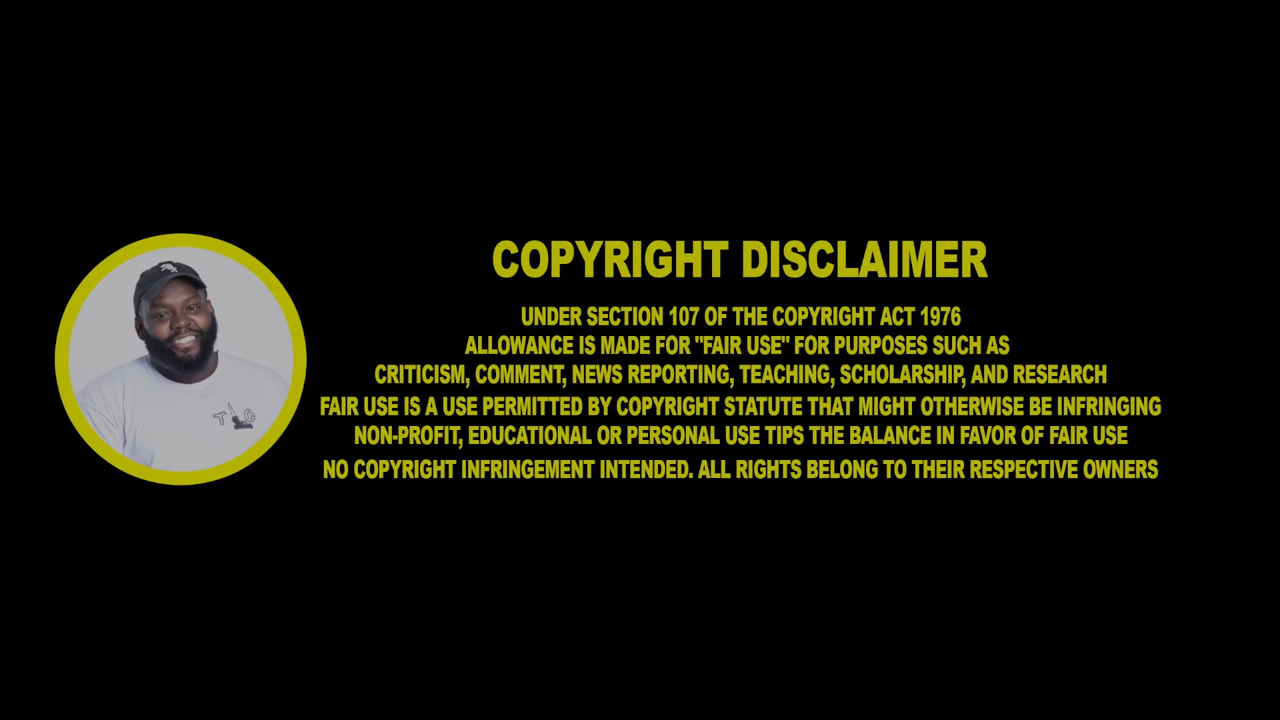 COPYRIGHT DISCLAIMER
UNDER SECTION 107 OF THE COPYRIGHT ACT 1976
ALLOWANCE IS MADE FOR "FAIR USE" FOR PURPOSES SUCH AS
CRITICISM, COMMENT, NEWS REPORTING, TEACHING, SCHOLARSHIP, AND RESEARCH
FAIR USE IS A USE PERMITTED BY COPYRIGHT STATUTE THAT MIGHT OTHERWISE BE INFRINGING
NON-PROFIT, EDUCATIONAL OR PERSONAL USE TIPS THE BALANCE IN FAVOR OF FAIR USE
NO COPYRIGHT INFRINGEMENT INTENDED. ALL RIGHTS BELONG TO THEIR RESPECTIVE OWNERS